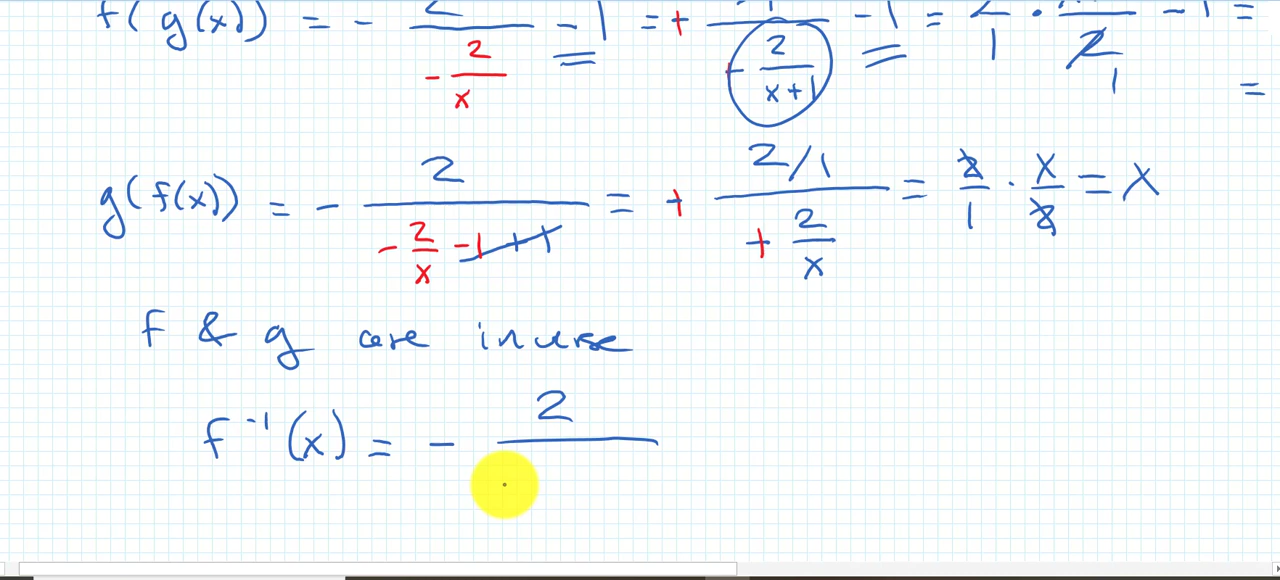 f(g(x)) = - 2/(- 2/x) - 1 = + /(+ 2/(x+1)) - 1 = 2/1 · /2 1 - 1 = =
g(f(x)) = - 2/(- 2/x - 1 + 1) = + 2/1/(+ 2/x) = 2/1 · x/2 = x
f & g are inverse
f⁻¹(x) = - 2/